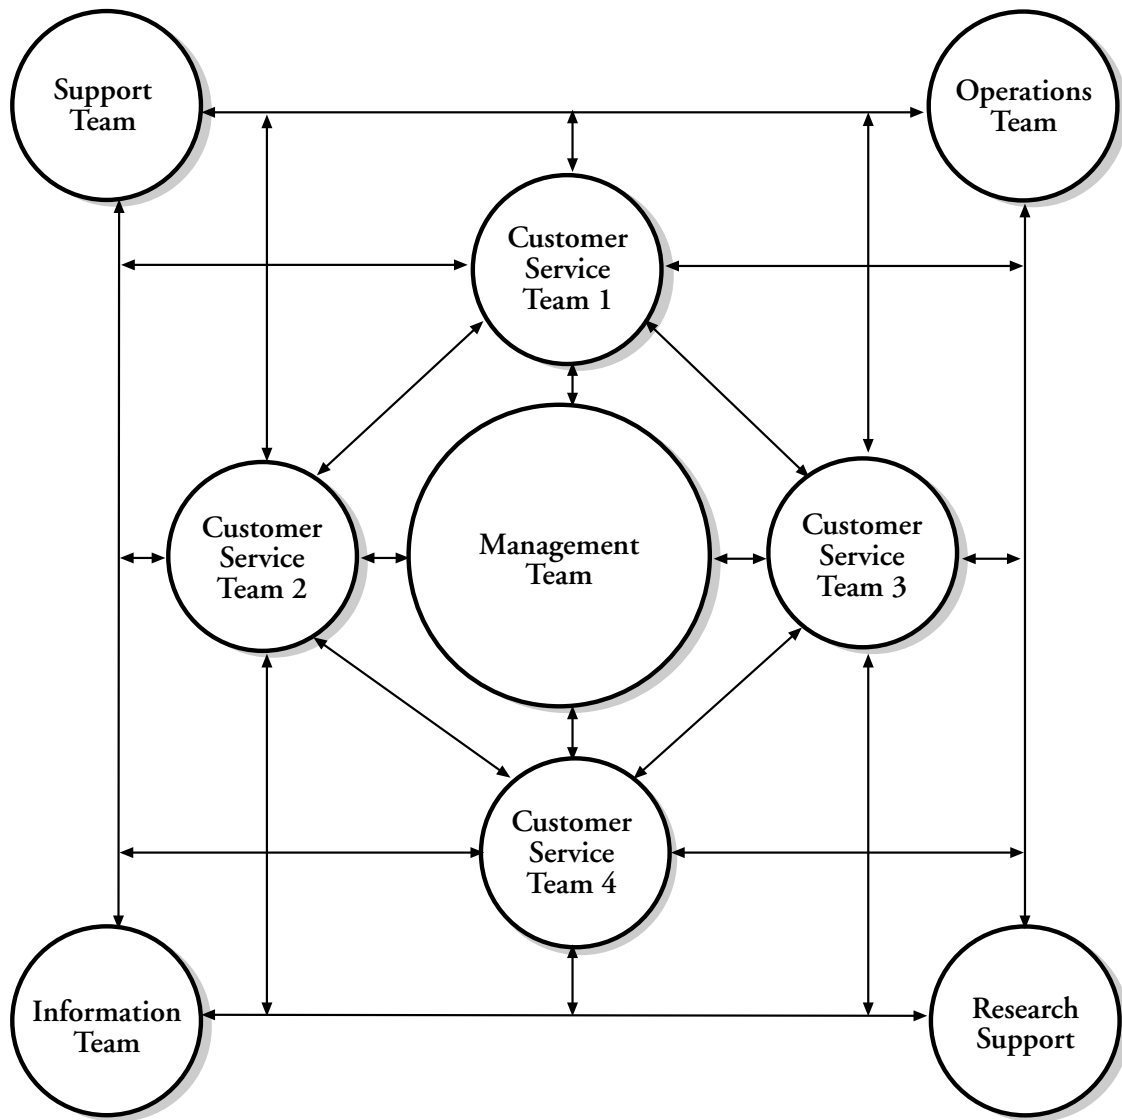 Support
Team
Operations
Team
Customer
Service
Team 1
Customer
Service
Team 2
Management
Team
Customer
Service
Team 3
Customer
Service
Team 4
Information
Team
Research
Support